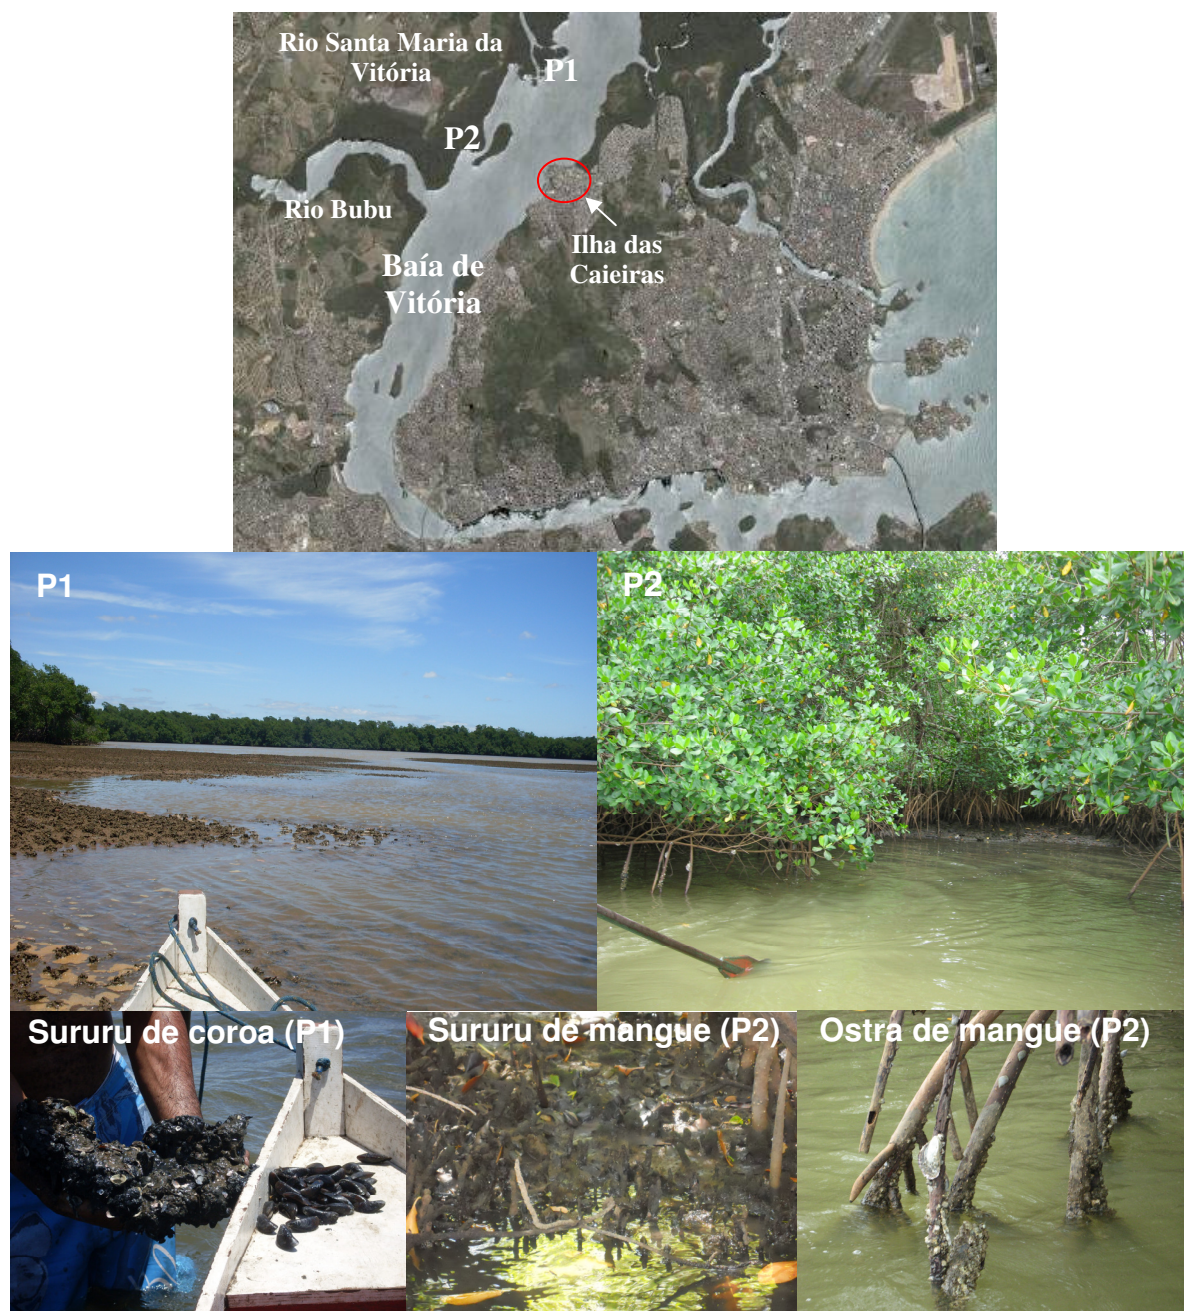 Rio Santa Maria da
Vitória
P1
P2
Rio Bubu
Ilha das
Caieiras
Baía de
Vitória
P1
P2
Sururu de coroa (P1)
Sururu de mangue (P2)
Ostra de mangue (P2)